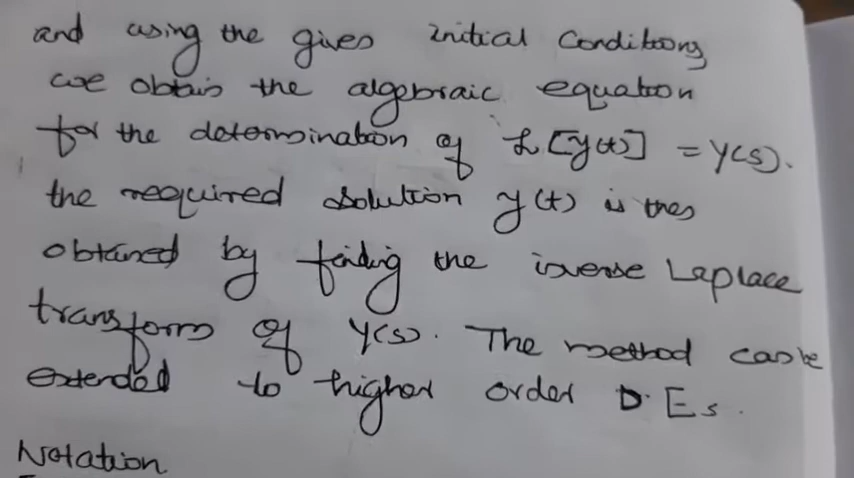 and using the given initial conditions
we obtain the algebraic equation
for the determination of L[y(t)] = Y(s).
the required solution y(t) is then
obtained by finding the inverse Laplace
transform of Y(s). The method can be
extended to higher order D.Es.
Notation